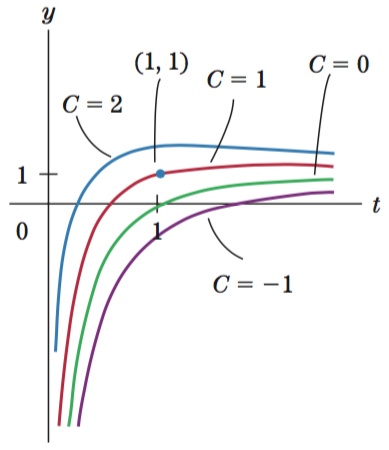 y
(1, 1)
C = 0
C = 1
C = 2
1
t
0
1
C = −1